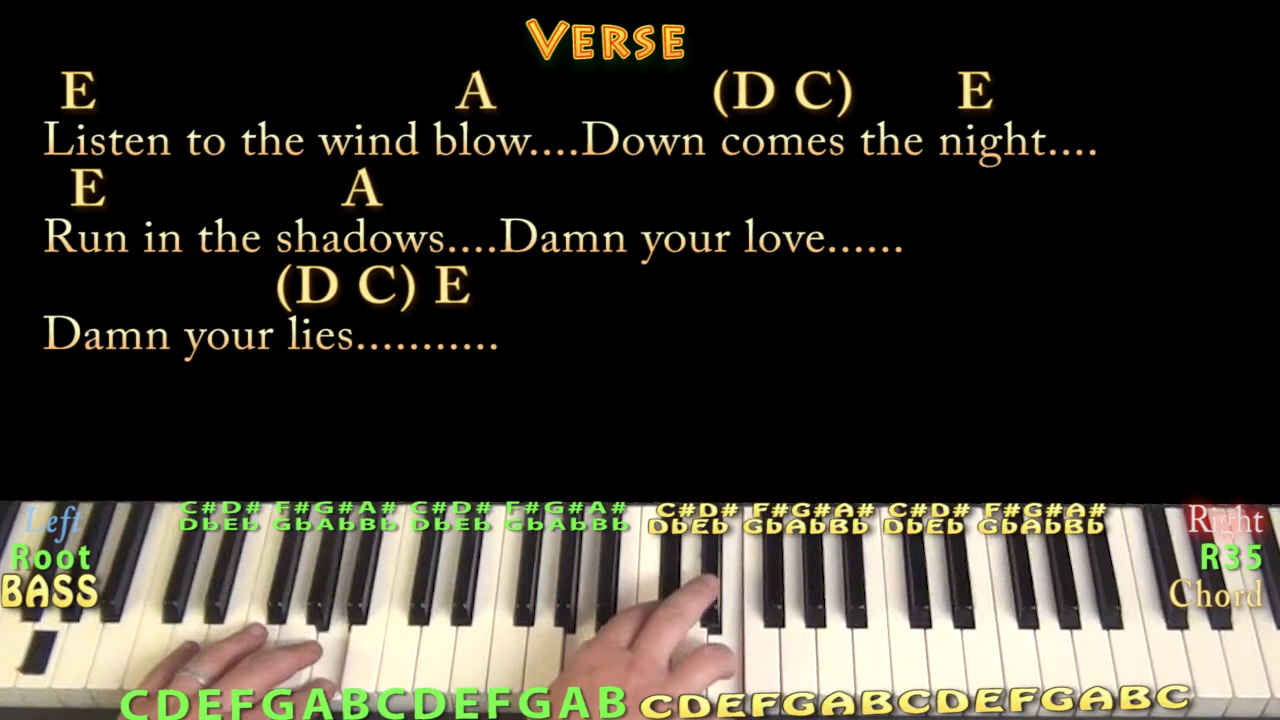 VERSE
E A (D C) E
Listen to the wind blow....Down comes the night....
E A
Run in the shadows....Damn your love......
(D C) E
Damn your lies...........
C#D# F#G#A# C#D# F#G#A# C#D# F#G#A# C#D# F#G#A#
DbEb GbAbBb DbEb GbAbBb DbEb GbAbBb DbEb GbAbBb
Left
Root
BASS
Right
R35
Chord
CDEFGABCDEFGAB CDEFGABCDEFGABC